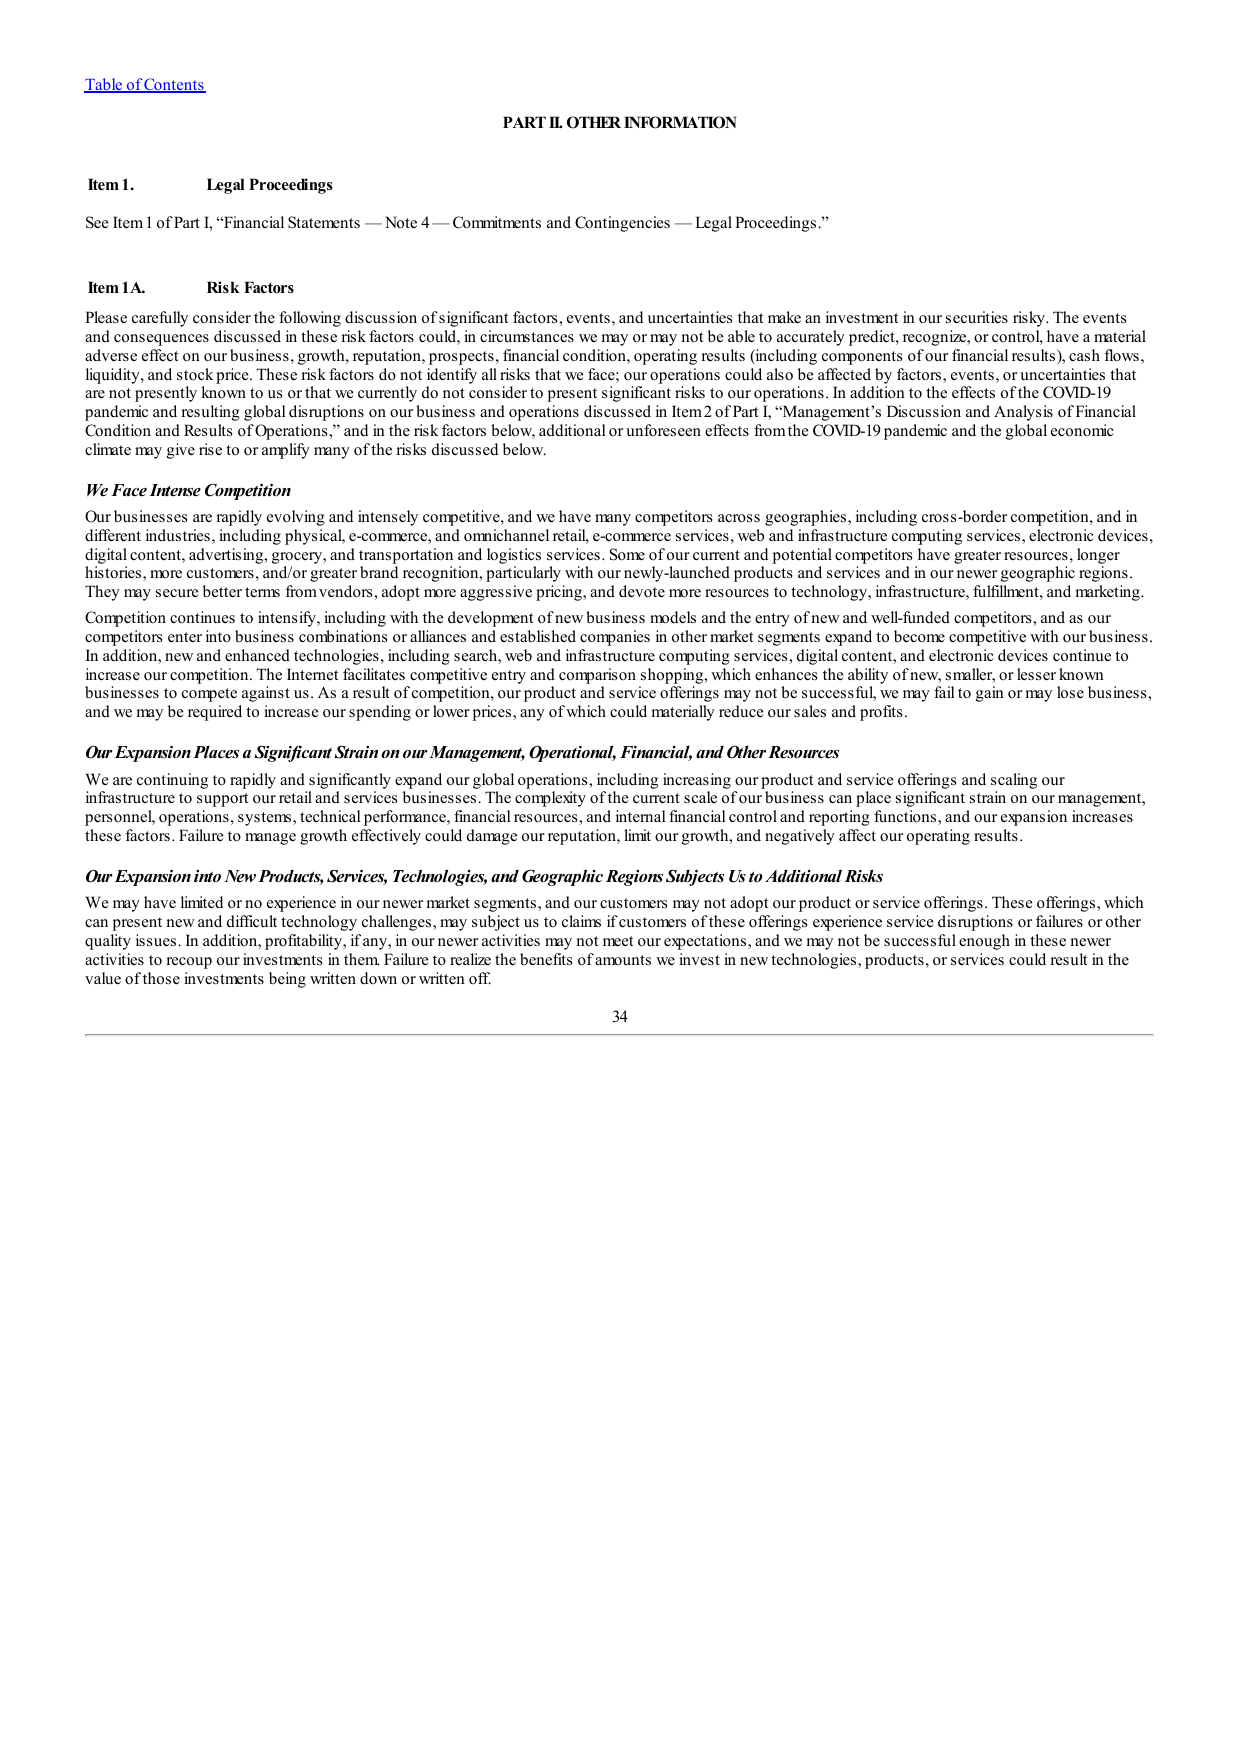 Table of Contents
PART II. OTHER INFORMATION
Item 1. Legal Proceedings
See Item 1 of Part I, “Financial Statements — Note 4 — Commitments and Contingencies — Legal Proceedings.”
Item 1A. Risk Factors
Please carefully consider the following discussion of significant factors, events, and uncertainties that make an investment in our securities risky. The events
and consequences discussed in these risk factors could, in circumstances we may or may not be able to accurately predict, recognize, or control, have a material
adverse effect on our business, growth, reputation, prospects, financial condition, operating results (including components of our financial results), cash flows,
liquidity, and stock price. These risk factors do not identify all risks that we face; our operations could also be affected by factors, events, or uncertainties that
are not presently known to us or that we currently do not consider to present significant risks to our operations. In addition to the effects of the COVID-19
pandemic and resulting global disruptions on our business and operations discussed in Item 2 of Part I, “Management’s Discussion and Analysis of Financial
Condition and Results of Operations,” and in the risk factors below, additional or unforeseen effects from the COVID-19 pandemic and the global economic
climate may give rise to or amplify many of the risks discussed below.
We Face Intense Competition
Our businesses are rapidly evolving and intensely competitive, and we have many competitors across geographies, including cross-border competition, and in
different industries, including physical, e-commerce, and omnichannel retail, e-commerce services, web and infrastructure computing services, electronic devices,
digital content, advertising, grocery, and transportation and logistics services. Some of our current and potential competitors have greater resources, longer
histories, more customers, and/or greater brand recognition, particularly with our newly-launched products and services and in our newer geographic regions.
They may secure better terms from vendors, adopt more aggressive pricing, and devote more resources to technology, infrastructure, fulfillment, and marketing.
Competition continues to intensify, including with the development of new business models and the entry of new and well-funded competitors, and as our
competitors enter into business combinations or alliances and established companies in other market segments expand to become competitive with our business.
In addition, new and enhanced technologies, including search, web and infrastructure computing services, digital content, and electronic devices continue to
increase our competition. The Internet facilitates competitive entry and comparison shopping, which enhances the ability of new, smaller, or lesser known
businesses to compete against us. As a result of competition, our product and service offerings may not be successful, we may fail to gain or may lose business,
and we may be required to increase our spending or lower prices, any of which could materially reduce our sales and profits.
Our Expansion Places a Significant Strain on our Management, Operational, Financial, and Other Resources
We are continuing to rapidly and significantly expand our global operations, including increasing our product and service offerings and scaling our
infrastructure to support our retail and services businesses. The complexity of the current scale of our business can place significant strain on our management,
personnel, operations, systems, technical performance, financial resources, and internal financial control and reporting functions, and our expansion increases
these factors. Failure to manage growth effectively could damage our reputation, limit our growth, and negatively affect our operating results.
Our Expansion into New Products, Services, Technologies, and Geographic Regions Subjects Us to Additional Risks
We may have limited or no experience in our newer market segments, and our customers may not adopt our product or service offerings. These offerings, which
can present new and difficult technology challenges, may subject us to claims if customers of these offerings experience service disruptions or failures or other
quality issues. In addition, profitability, if any, in our newer activities may not meet our expectations, and we may not be successful enough in these newer
activities to recoup our investments in them. Failure to realize the benefits of amounts we invest in new technologies, products, or services could result in the
value of those investments being written down or written off.
34